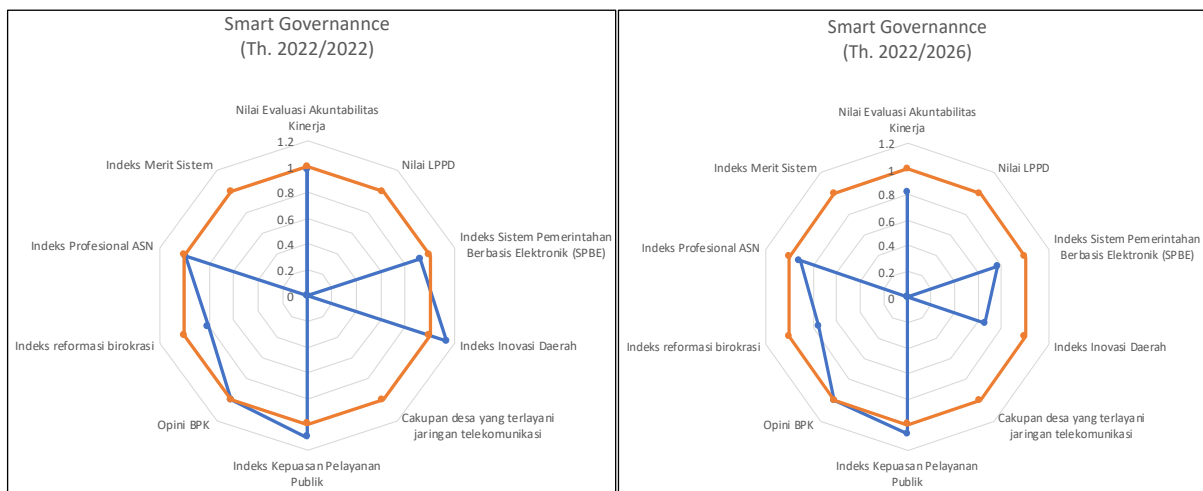 Smart Governannce
(Th. 2022/2022)
Nilai Evaluasi Akuntabilitas
Kinerja
Nilai LPPD
Indeks Sistem Pemerintahan
Berbasis Elektronik (SPBE)
Indeks Inovasi Daerah
Cakupan desa yang terlayani
jaringan telekomunikasi
Indeks Kepuasan Pelayanan
Publik
Opini BPK
Indeks reformasi birokrasi
Indeks Profesional ASN
Indeks Merit Sistem
1.2
1
0.8
0.6
0.4
0.2
0
Smart Governannce
(Th. 2022/2026)
Nilai Evaluasi Akuntabilitas
Kinerja
Nilai LPPD
Indeks Sistem Pemerintahan
Berbasis Elektronik (SPBE)
Indeks Inovasi Daerah
Cakupan desa yang terlayani
jaringan telekomunikasi
Indeks Kepuasan Pelayanan
Publik
Opini BPK
Indeks reformasi birokrasi
Indeks Profesional ASN
Indeks Merit Sistem
1.2
1
0.8
0.6
0.4
0.2
0